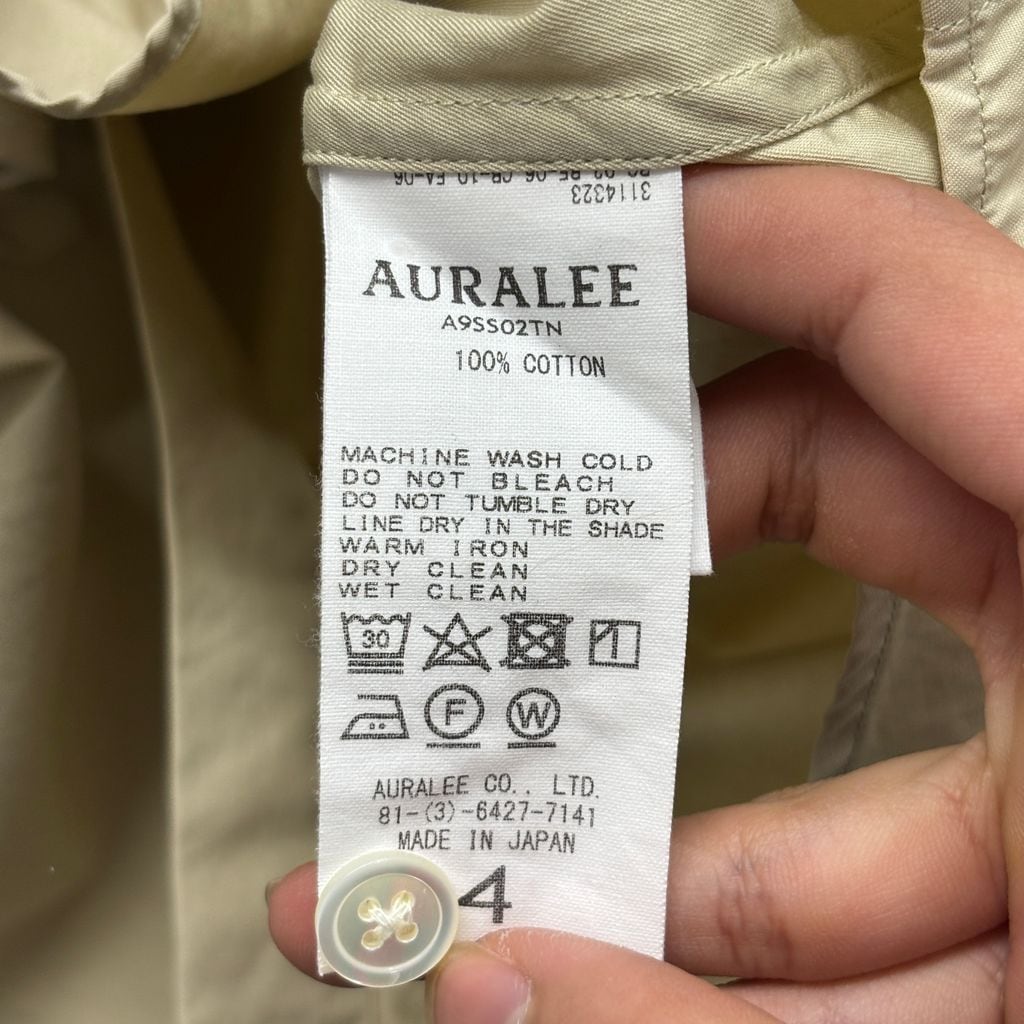 3114323
AURALEE
A9SS02TN
100% COTTON
MACHINE WASH COLD
DO NOT BLEACH
DO NOT TUMBLE DRY
LINE DRY IN THE SHADE
WARM IRON
DRY CLEAN
WET CLEAN
30
F W
AURALEE CO., LTD.
81-(3)-6427-7141
MADE IN JAPAN
4